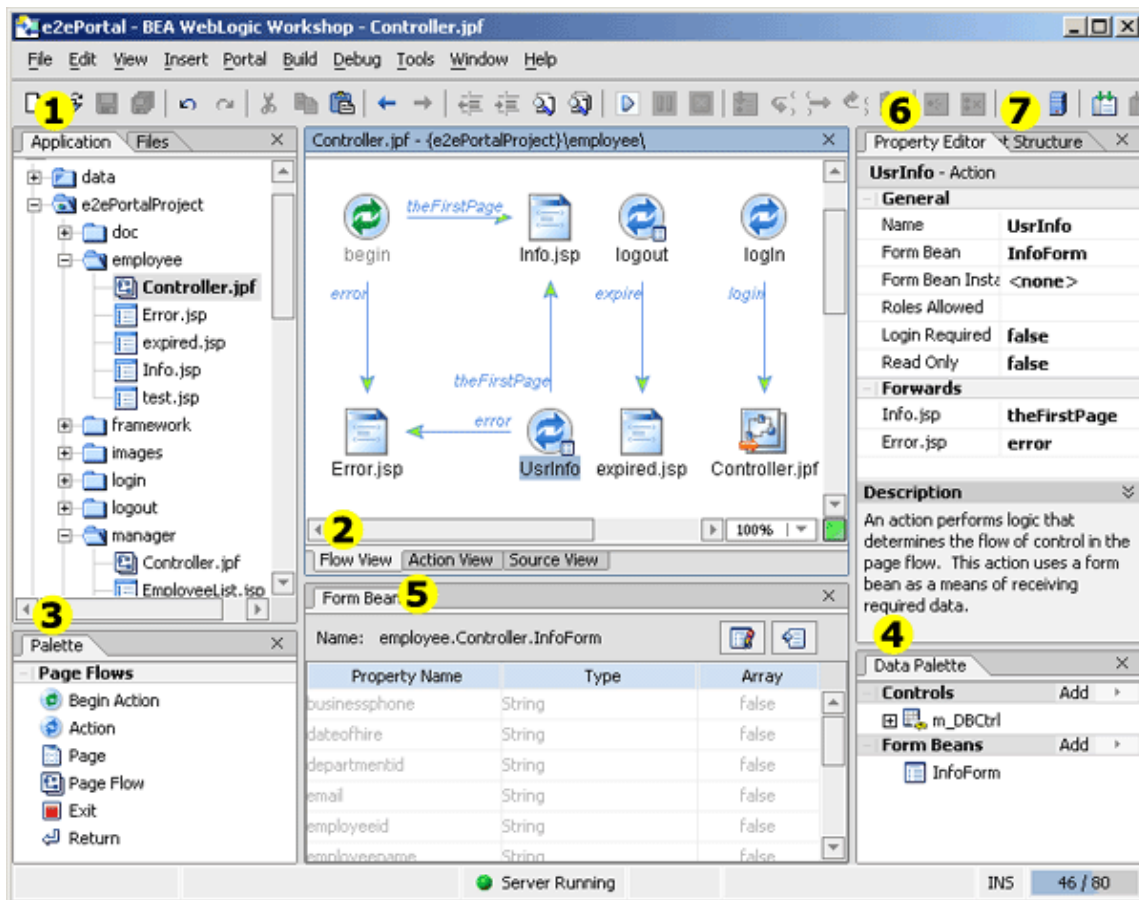 e2ePortal - BEA WebLogic Workshop - Controller.jpf
File Edit View Insert Portal Build Debug Tools Window Help
1
Application Files
data
e2ePortalProject
doc
employee
Controller.jpf
Error.jsp
expired.jsp
Info.jsp
test.jsp
framework
images
login
logout
manager
Controller.jpf
EmployeeList.jsp
3
Palette
Page Flows
Begin Action
Action
Page
Page Flow
Exit
Return
Controller.jpf - {e2ePortalProject}\employee\
theFirstPage
begin Info.jsp logout logIn
error expire login
theFirstPage
error
Error.jsp UsrInfo expired.jsp Controller.jpf
2
100%
Flow View Action View Source View
5
Form Bean
Name: employee.Controller.InfoForm
Property Name Type Array
businessphone String false
dateofhire String false
departmentid String false
email String false
employeeid String false
employeename String false
6 7
Property Editor t Structure
UsrInfo - Action
General
Name UsrInfo
Form Bean InfoForm
Form Bean Insta <none>
Roles Allowed
Login Required false
Read Only false
Forwards
Info.jsp theFirstPage
Error.jsp error
Description
An action performs logic that
determines the flow of control in the
page flow. This action uses a form
bean as a means of receiving
required data.
4
Data Palette
Controls Add
m_DBCtrl
Form Beans Add
InfoForm
Server Running INS 46 / 80